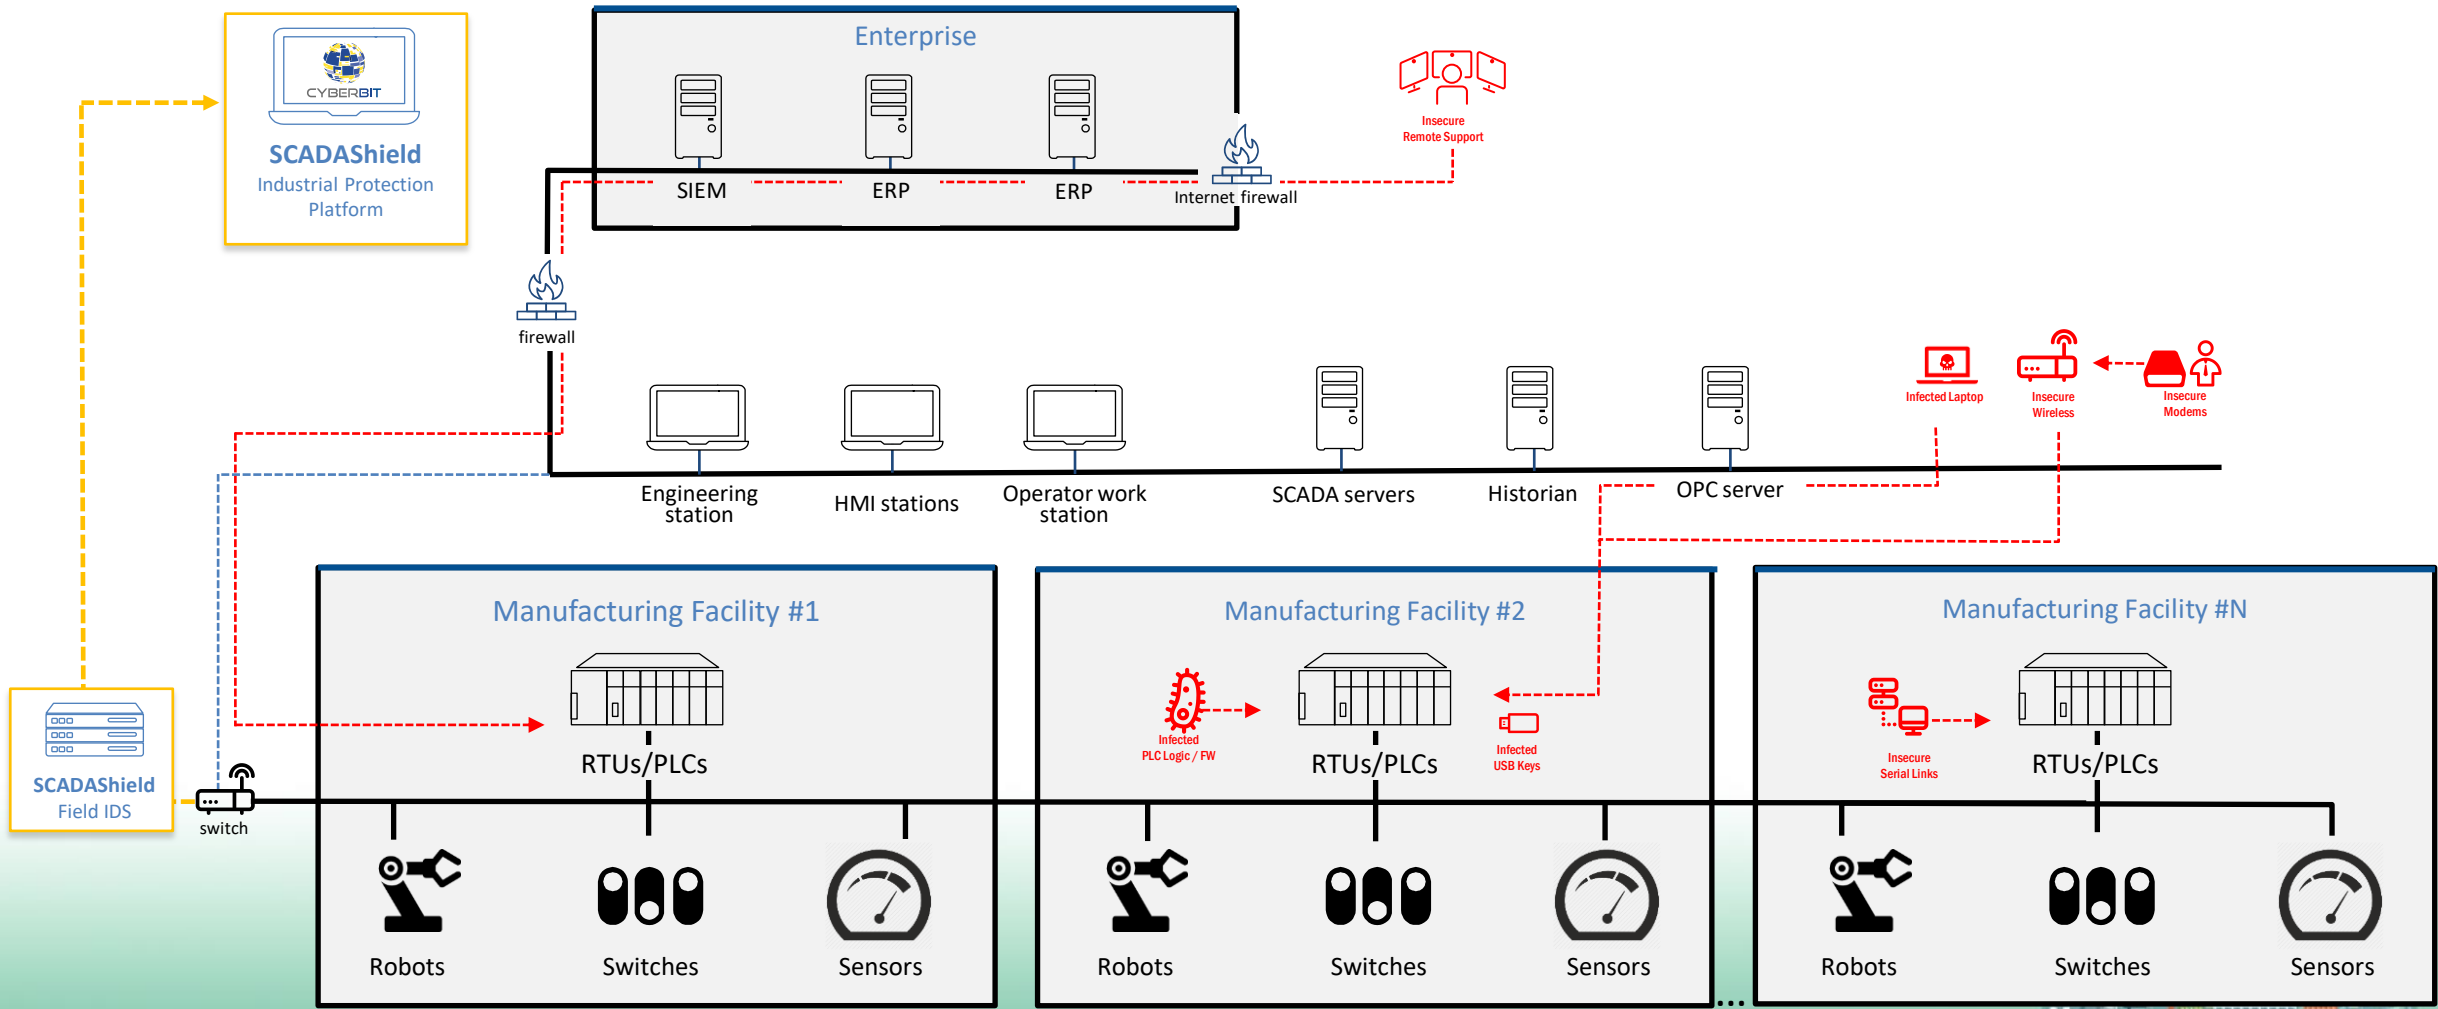 CYBERBIT
SCADAShield
Industrial Protection
Platform
Enterprise
SIEM
ERP
ERP
Internet firewall
Insecure
Remote Support
firewall
Engineering
station
HMI stations
Operator work
station
SCADA servers
Historian
OPC server
Infected Laptop
Insecure
Wireless
Insecure
Modems
SCADAShield
Field IDS
switch
Manufacturing Facility #1
RTUs/PLCs
Robots
Switches
Sensors
Manufacturing Facility #2
Infected
PLC Logic / FW
RTUs/PLCs
Infected
USB Keys
Robots
Switches
Sensors
...
Manufacturing Facility #N
Insecure
Serial Links
RTUs/PLCs
Robots
Switches
Sensors